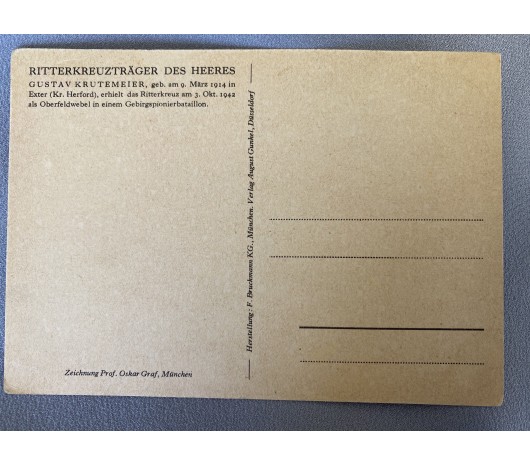 RITTERKREUZTRÄGER DES HEERES
GUSTAV KRUTEMEIER, geb. am 9. März 1914 in
Exter (Kr. Herford), erhielt das Ritterkreuz am 3. Okt. 1942
als Oberfeldwebel in einem Gebirgspionierbataillon.
Zeichnung Prof. Oskar Graf, München
Herstellung: F. Bruckmann KG., München. Verlag August Gunkel, Düsseldorf